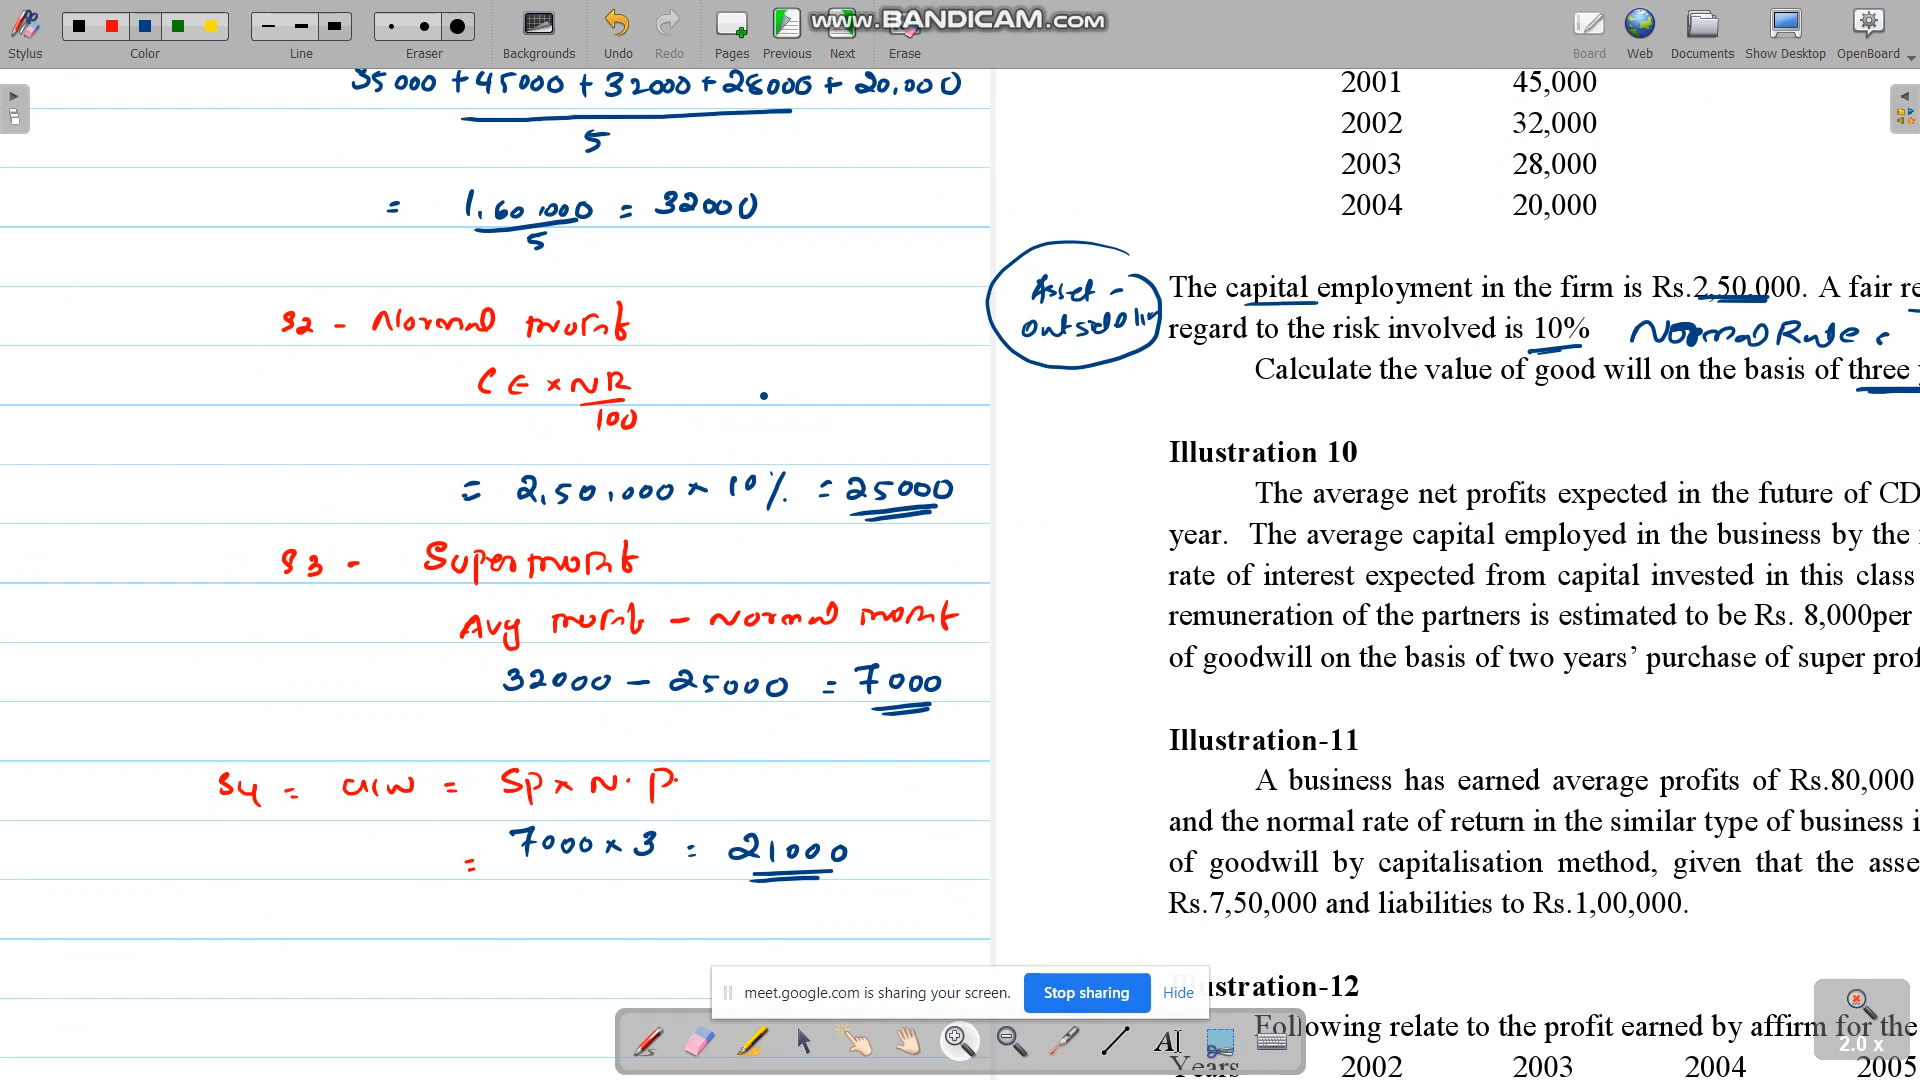 www.BANDICAM.com
Stylus Color Line Eraser Backgrounds Undo Redo Pages Previous Next Erase Board Web Documents Show Desktop OpenBoard
35000 + 45000 + 32000 + 28000 + 20,000
5
= 1,60,000 = 32000
5
S2 - Normal Profit
CE × NR
100
= 2,50,000 × 10% = 25000
S3 - Super Profit
Avg Profit - Normal Profit
32000 - 25000 = 7000
S4 = G/W = SP × N.P.
= 7000 × 3 = 21000
2001 45,000
2002 32,000
2003 28,000
2004 20,000
Asset -
The capital employment in the firm is Rs.2,50,000. A fair
regard to the risk involved is 10% Normal Rate
Calculate the value of good will on the basis of three
Illustration 10
The average net profits expected in the future of CD
year. The average capital employed in the business by the
rate of interest expected from capital invested in this class
remuneration of the partners is estimated to be Rs. 8,000per
of goodwill on the basis of two years' purchase of super
Illustration-11
A business has earned average profits of Rs.80,000
and the normal rate of return in the similar type of business
of goodwill by capitalisation method, given that the
Rs.7,50,000 and liabilities to Rs.1,00,000.
ustration-12
Following relate to the profit earned by affirm for the
Years 2002 2003 2004 2005
meet.google.com is sharing your screen. Stop sharing Hide
2.0 x